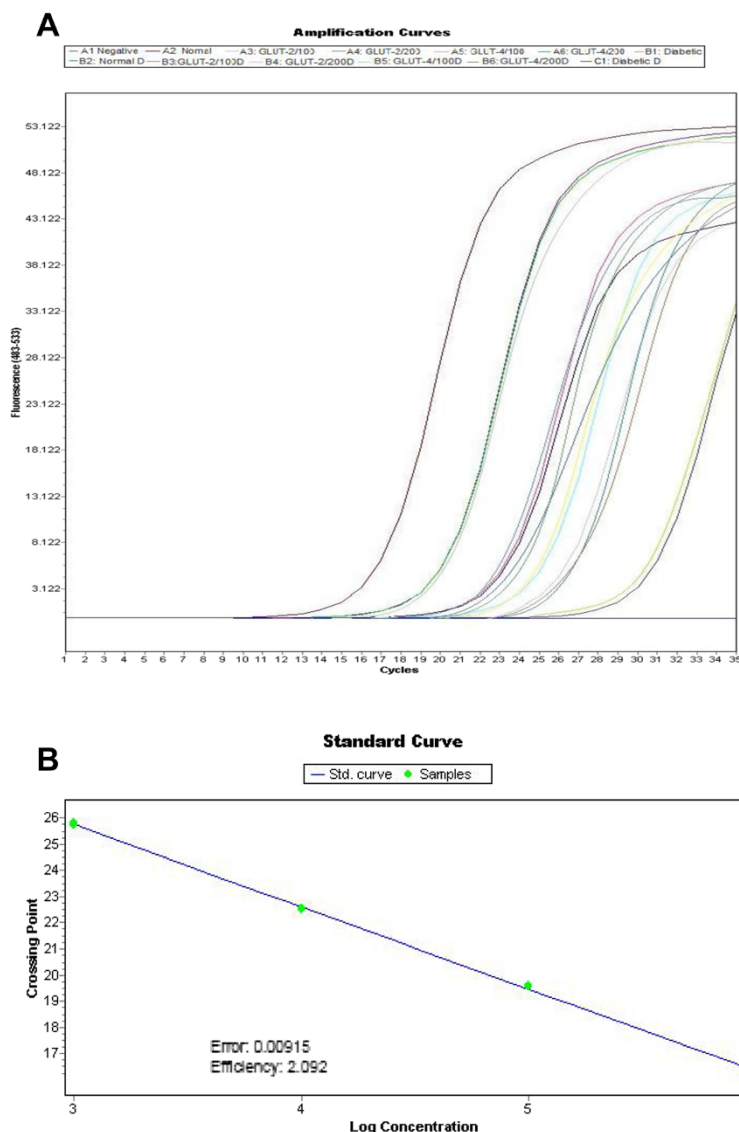 A
Amplification Curves
A1 Negative A2: Normal A3: GLUT-2/100 A4: GLUT-2/200 A5: GLUT-4/100 A6: GLUT-4/200 B1: Diabetic
B2: Normal D B3:GLUT-2/100D B4: GLUT-2/200D B5: GLUT-4/100D B6: GLUT-4/200D C1: Diabetic D
53.122
48.122
43.122
38.122
33.122
28.122
23.122
18.122
13.122
8.122
3.122
Fluorescence (483-533)
1 2 3 4 5 6 7 8 9 10 11 12 13 14 15 16 17 18 19 20 21 22 23 24 25 26 27 28 29 30 31 32 33 34 35
Cycles
B
Standard Curve
Std. curve Samples
26
25
24
23
22
21
20
19
18
17
Crossing Point
Error: 0.00915
Efficiency: 2.092
3 4 5
Log Concentration